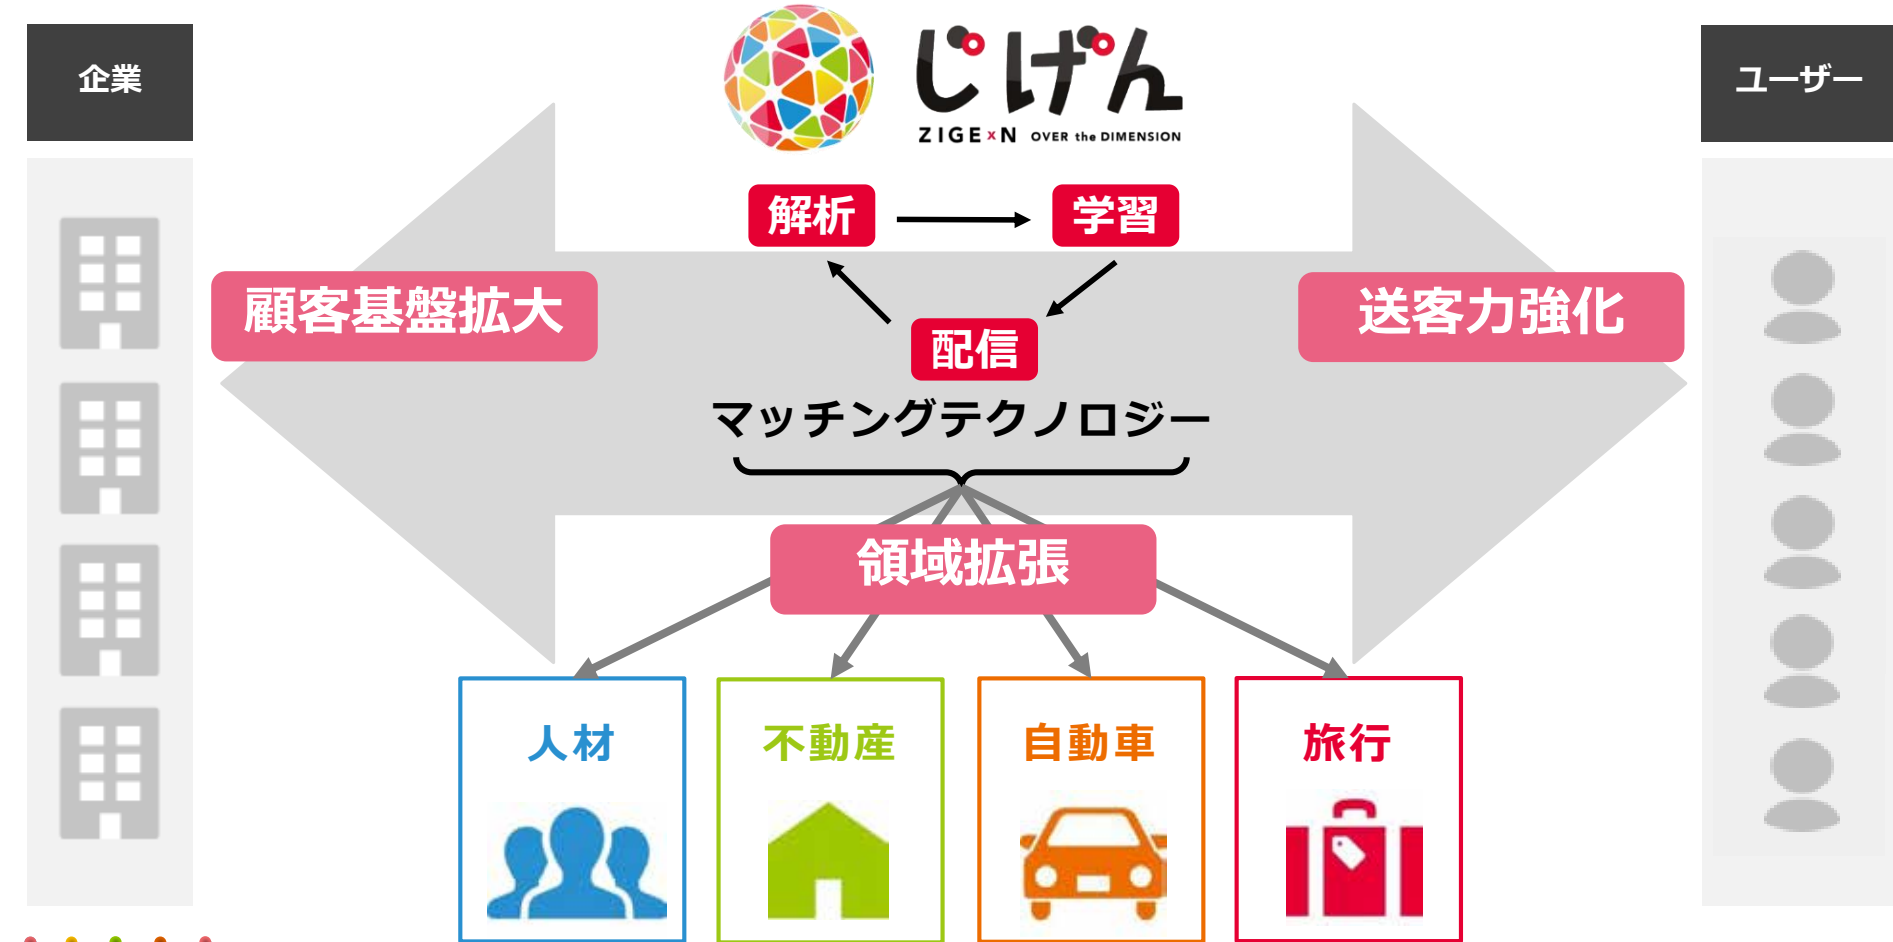 企業
じげん
ZIGExN OVER the DIMENSION
ユーザー
解析
学習
顧客基盤拡大
送客力強化
配信
マッチングテクノロジー
領域拡張
人材
不動産
自動車
旅行